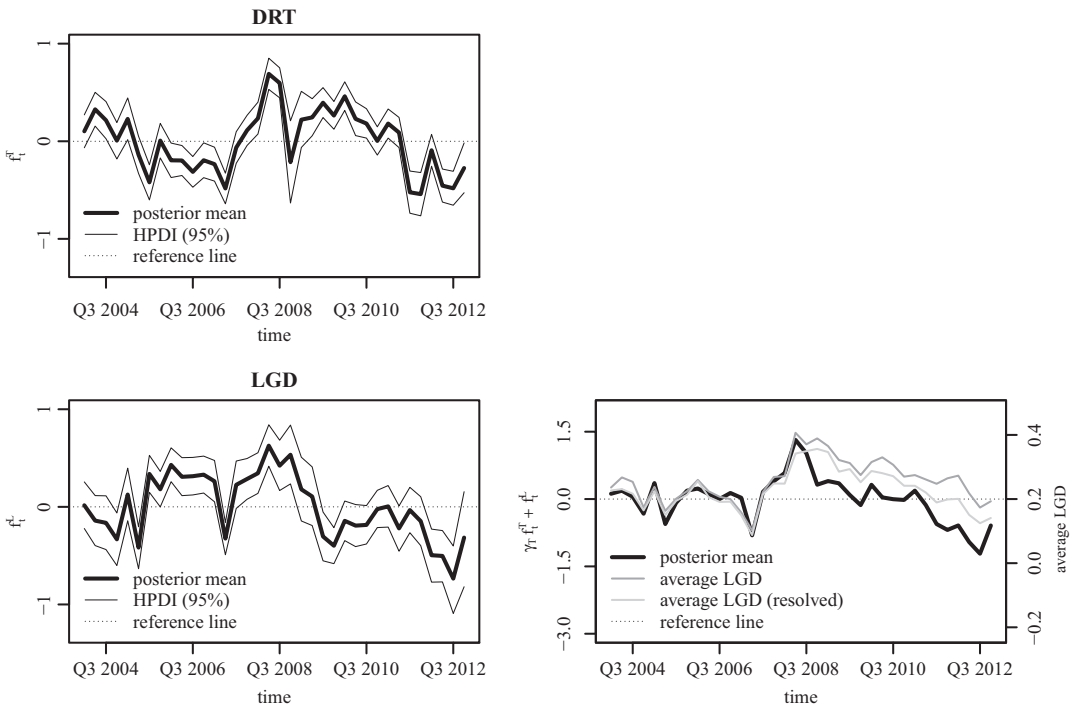 DRT
1
0
−1
f_t^T
posterior mean
HPDI (95%)
reference line
Q3 2004 Q3 2006 Q3 2008 Q3 2010 Q3 2012
time
LGD
1
0
−1
f_t^L
posterior mean
HPDI (95%)
reference line
Q3 2004 Q3 2006 Q3 2008 Q3 2010 Q3 2012
time
1.5
0.0
−1.5
−3.0
γ_T f_t^T + f_t^L
posterior mean
average LGD
average LGD (resolved)
reference line
0.4
0.2
0.0
−0.2
average LGD
Q3 2004 Q3 2006 Q3 2008 Q3 2010 Q3 2012
time